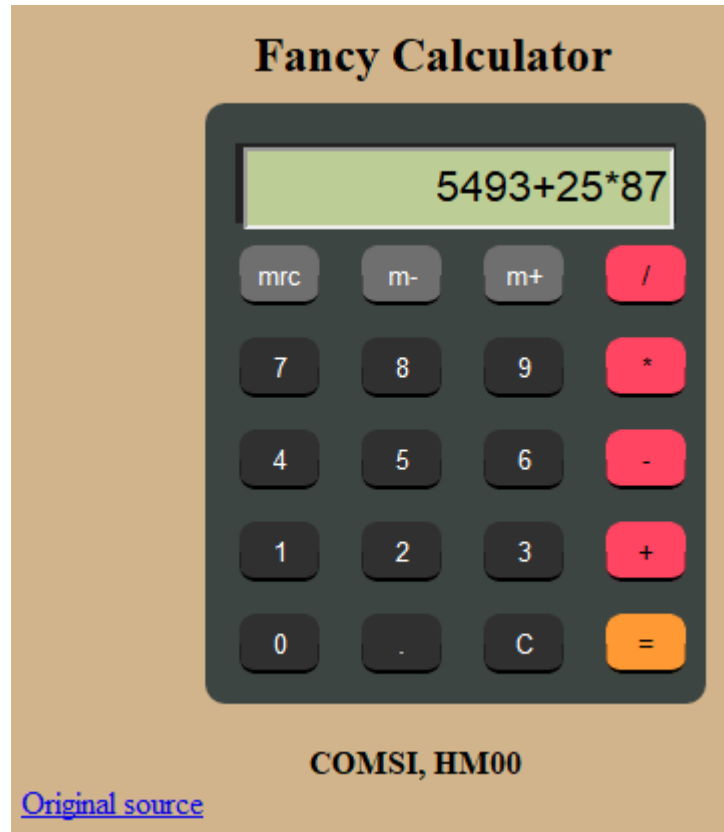 Fancy Calculator
5493+25*87
mrc m- m+ /
7 8 9 *
4 5 6 -
1 2 3 +
0 . C =
COMSI, HM00
Original source